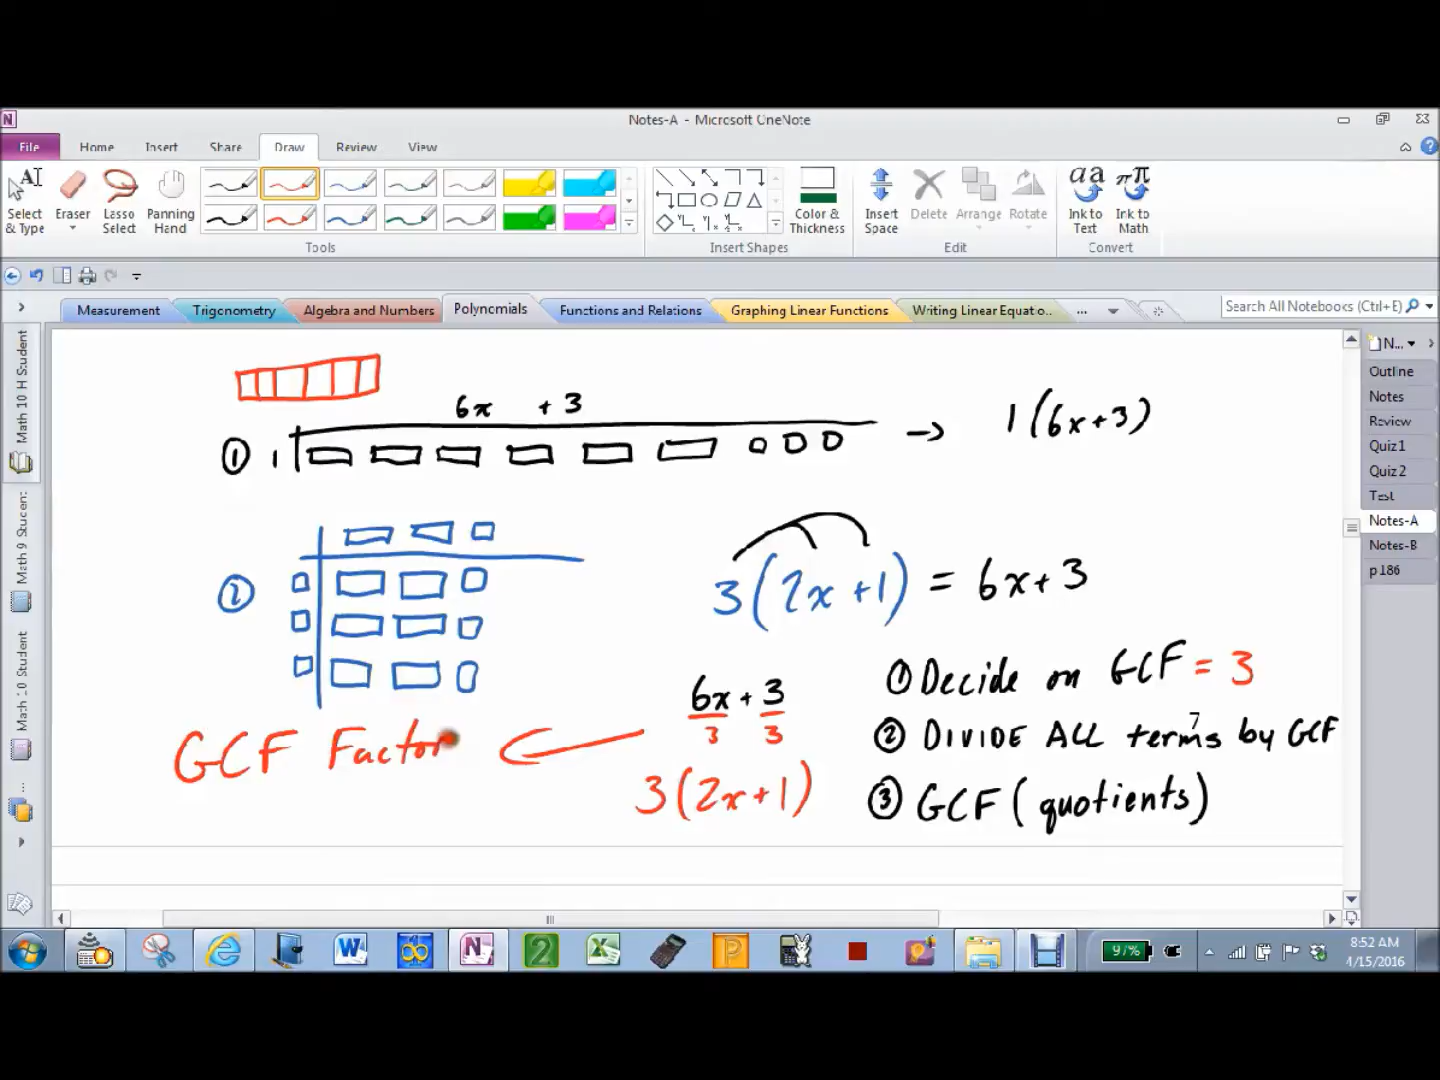 Notes-A - Microsoft OneNote
File Home Insert Share Draw Review View
Select & Type
Eraser
Lasso Select
Panning Hand
Color & Thickness
Insert Space
Delete
Arrange
Rotate
Ink to Text
Ink to Math
Tools
Insert Shapes
Edit
Convert
Measurement Trigonometry Algebra and Numbers Polynomials Functions and Relations Graphing Linear Functions Writing Linear Equatio... ...
Search All Notebooks (Ctrl+E)
Math 10 H Student
Math 9 Studen
Math 10 Student
N...
Outline
Notes
Review
Quiz1
Quiz 2
Test
Notes-A
Notes-B
p186
6x + 3
① 1 → 1(6x+3)
② 3(2x+1) = 6x+3
6x + 3
3 3
3(2x+1)
GCF Factor
① Decide on GCF = 3
② DIVIDE ALL terms by GCF
③ GCF (quotients)
97%
8:52 AM
4/15/2016